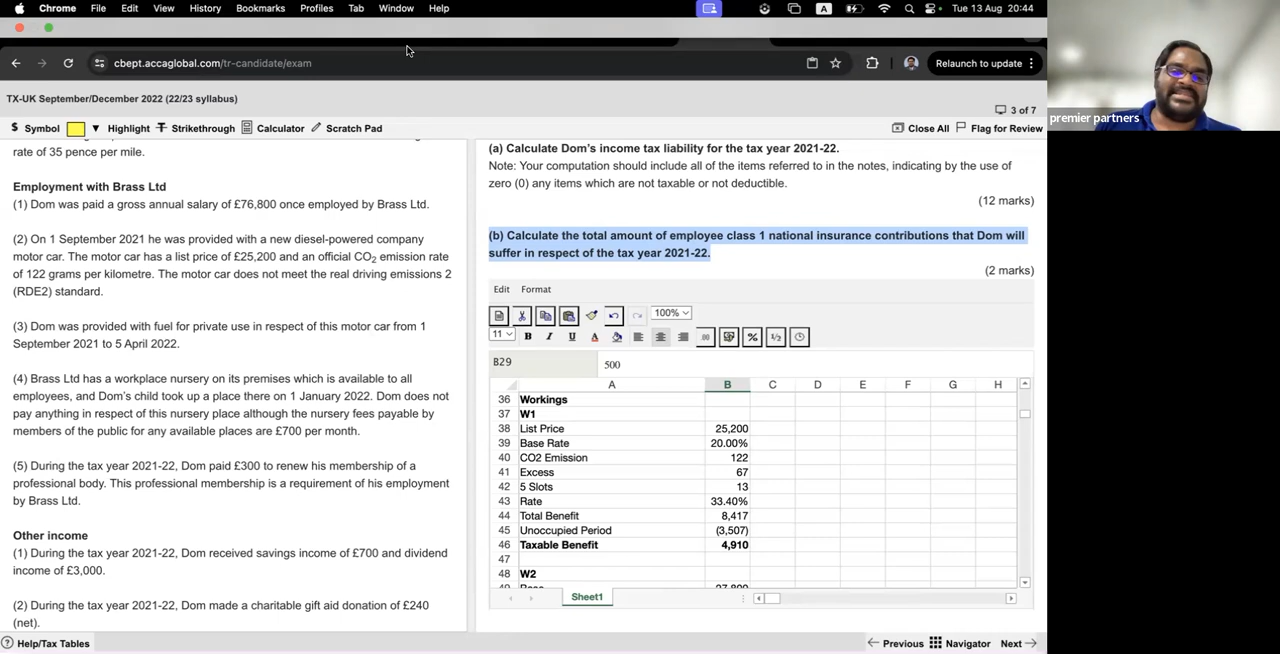 Chrome File Edit View History Bookmarks Profiles Tab Window Help A Tue 13 Aug 20:44
cbept.accaglobal.com/tr-candidate/exam Relaunch to update
TX-UK September/December 2022 (22/23 syllabus) 3 of 7
$ Symbol Highlight Strikethrough Calculator Scratch Pad Close All Flag for Review
rate of 35 pence per mile.
Employment with Brass Ltd
(1) Dom was paid a gross annual salary of £76,800 once employed by Brass Ltd.
(2) On 1 September 2021 he was provided with a new diesel-powered company
motor car. The motor car has a list price of £25,200 and an official CO2 emission rate
of 122 grams per kilometre. The motor car does not meet the real driving emissions 2
(RDE2) standard.
(3) Dom was provided with fuel for private use in respect of this motor car from 1
September 2021 to 5 April 2022.
(4) Brass Ltd has a workplace nursery on its premises which is available to all
employees, and Dom's child took up a place there on 1 January 2022. Dom does not
pay anything in respect of this nursery place although the nursery fees payable by
members of the public for any available places are £700 per month.
(5) During the tax year 2021-22, Dom paid £300 to renew his membership of a
professional body. This professional membership is a requirement of his employment
by Brass Ltd.
Other income
(1) During the tax year 2021-22, Dom received savings income of £700 and dividend
income of £3,000.
(2) During the tax year 2021-22, Dom made a charitable gift aid donation of £240
(net).
(a) Calculate Dom's income tax liability for the tax year 2021-22.
Note: Your computation should include all of the items referred to in the notes, indicating by the use of
zero (0) any items which are not taxable or not deductible.
(12 marks)
(b) Calculate the total amount of employee class 1 national insurance contributions that Dom will
suffer in respect of the tax year 2021-22.
(2 marks)
Edit Format
100%
11 B I U A .00 % 1/2
B29 500
A B C D E F G H
36 Workings
37 W1
38 List Price 25,200
39 Base Rate 20.00%
40 CO2 Emission 122
41 Excess 67
42 5 Slots 13
43 Rate 33.40%
44 Total Benefit 8,417
45 Unoccupied Period (3,507)
46 Taxable Benefit 4,910
47
48 W2
Sheet1
Help/Tax Tables Previous Navigator Next
premier partners